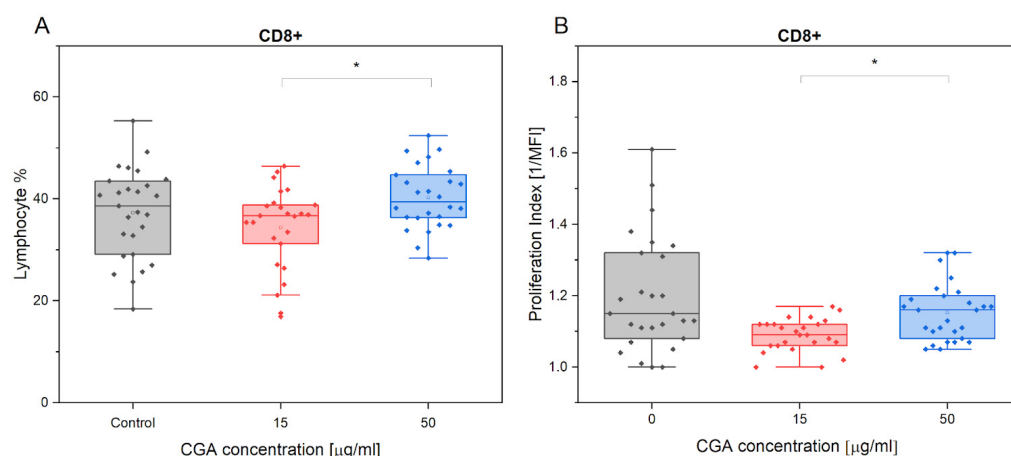 A
CD8+
*
60
40
20
0
Lymphocyte %
Control
15
50
CGA concentration [µg/ml]
B
CD8+
*
1.8
1.6
1.4
1.2
1.0
Proliferation Index [1/MFI]
0
15
50
CGA concentration [µg/ml]